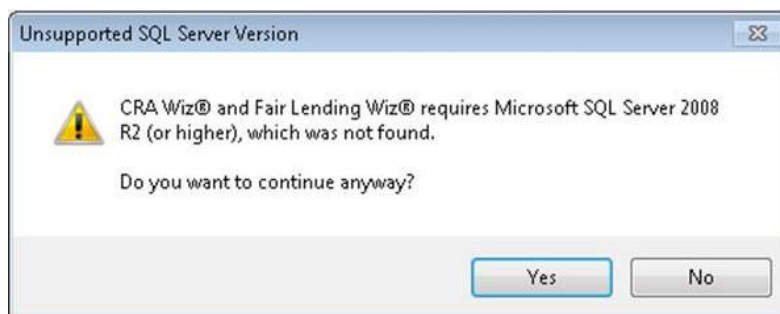 Unsupported SQL Server Version
CRA Wiz® and Fair Lending Wiz® requires Microsoft SQL Server 2008
R2 (or higher), which was not found.
Do you want to continue anyway?
Yes No